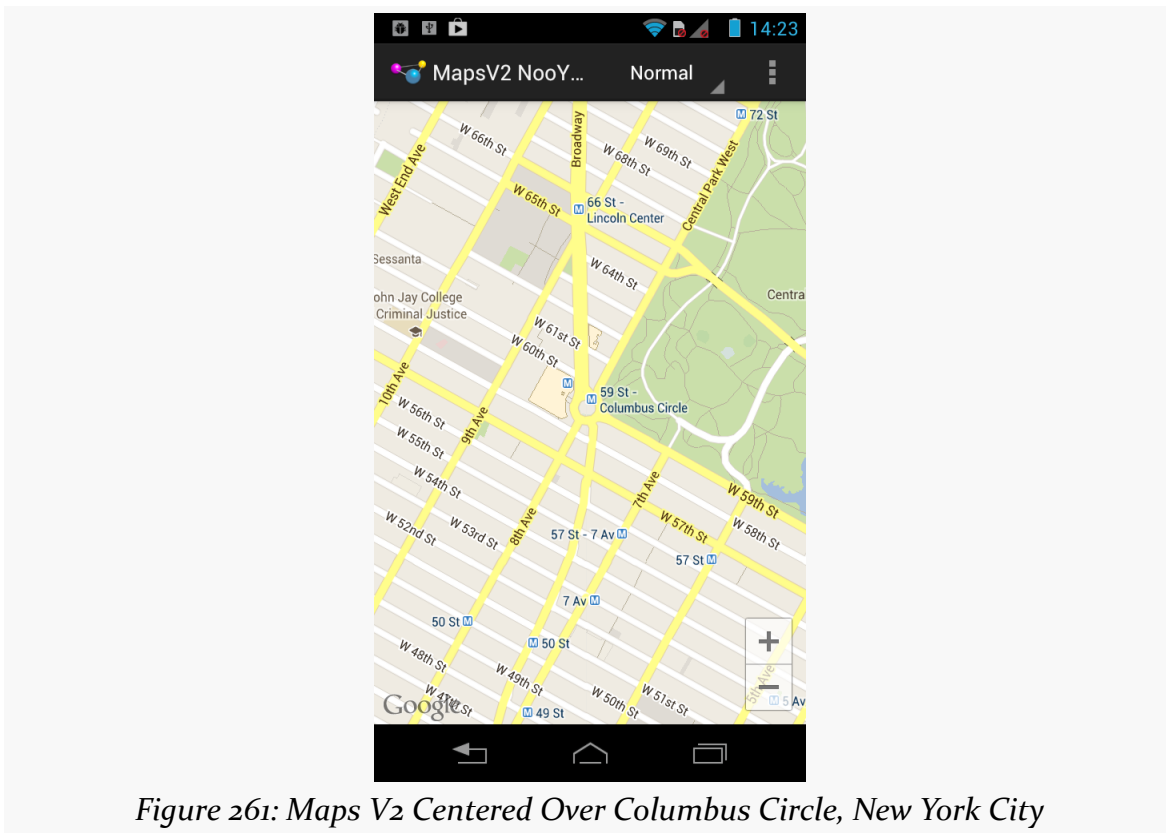 14:23
MapsV2 NooY...
Normal
72 St
W 66th St
Broadway
W 69th St
W 68th St
Central Park West
West End Ave
W 65th St
66 St -
Lincoln Center
Sessanta
W 64th St
ohn Jay College
Criminal Justice
Centra
W 61st St
W 60th St
10th Ave
59 St -
Columbus Circle
W 56th St
9th Ave
W 55th St
W 54th St
7th Ave
W 59th St
W 52nd St
W 53rd St
8th Ave
W 57th St
W 58th St
57 St - 7 Av
57 St
7 Av
50 St
50 St
W 48th St
W 49th St
W 50th St
W 51st St
5th Ave
5 Av
Google
W 47th St
49 St
Figure 261: Maps V2 Centered Over Columbus Circle, New York City